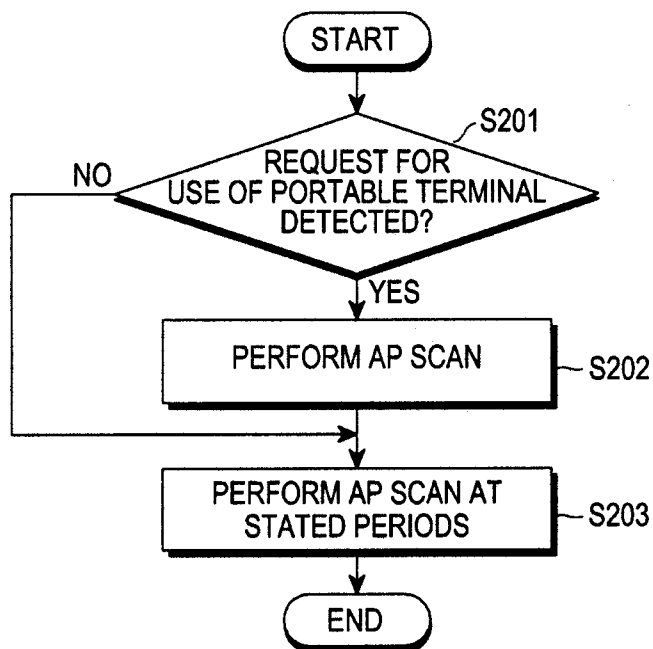 START
S201
REQUEST FOR
USE OF PORTABLE TERMINAL
DETECTED?
NO
YES
PERFORM AP SCAN
S202
PERFORM AP SCAN AT
STATED PERIODS
S203
END